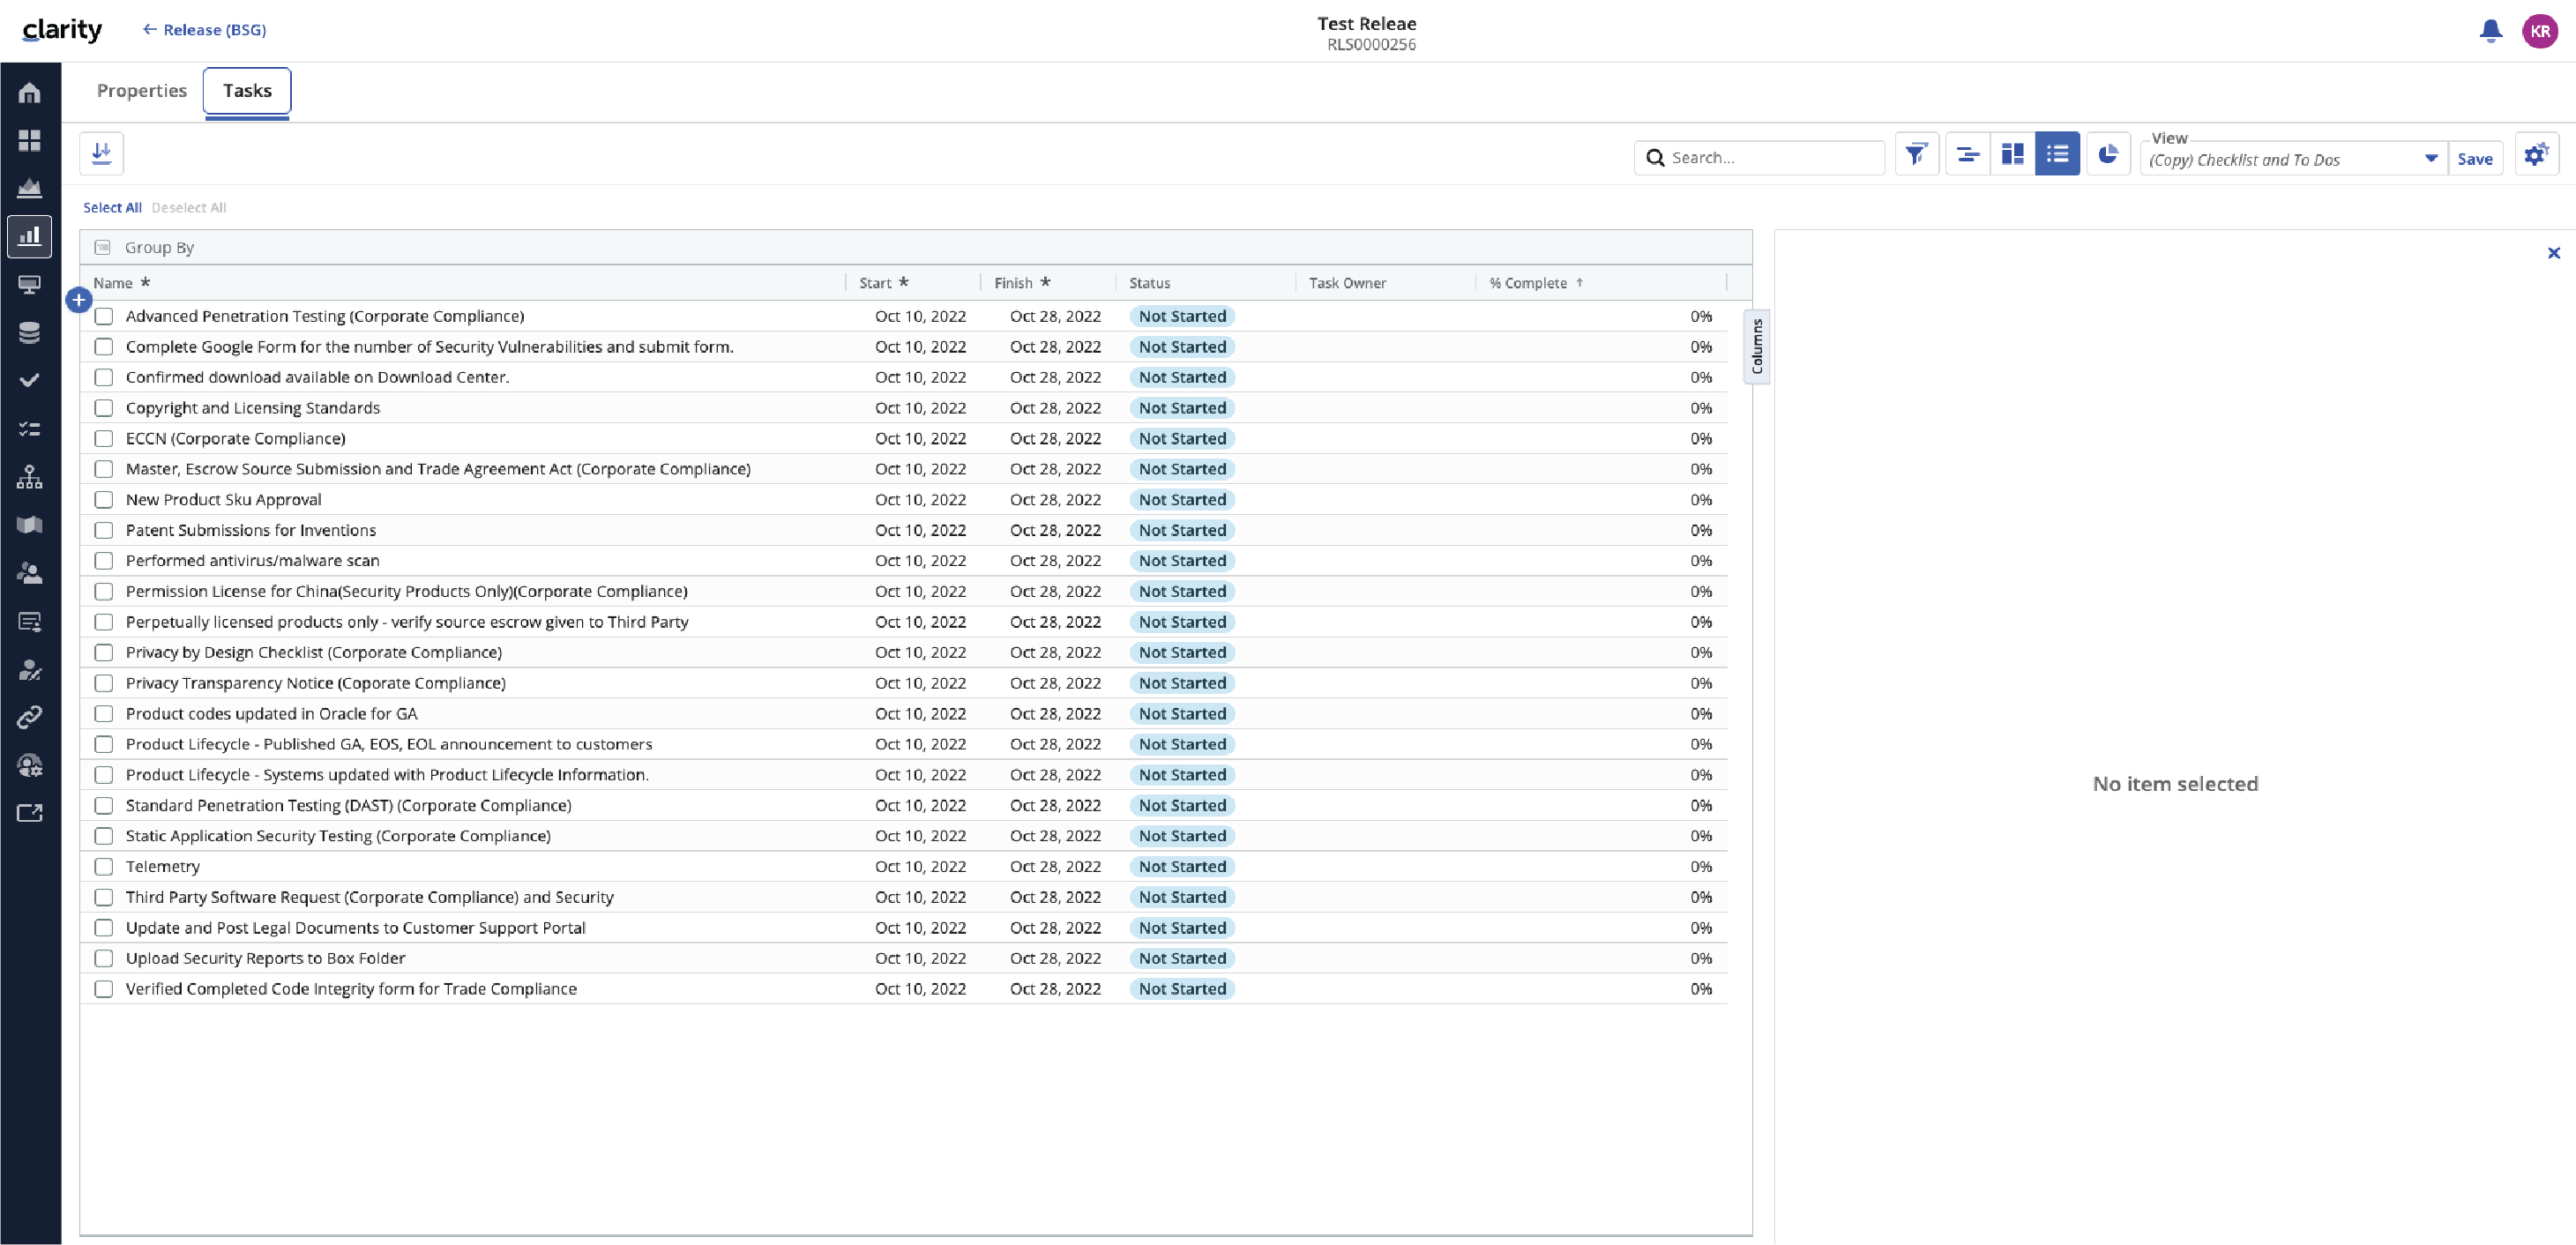 clarity
← Release (BSG)
Test Releae
RLS0000256
KR
Properties
Tasks
Search...
View
(Copy) Checklist and To Dos
Save
Select All Deselect All
Group By
Name * Start * Finish * Status Task Owner % Complete ↑
Advanced Penetration Testing (Corporate Compliance) Oct 10, 2022 Oct 28, 2022 Not Started 0%
Complete Google Form for the number of Security Vulnerabilities and submit form. Oct 10, 2022 Oct 28, 2022 Not Started 0%
Confirmed download available on Download Center. Oct 10, 2022 Oct 28, 2022 Not Started 0%
Copyright and Licensing Standards Oct 10, 2022 Oct 28, 2022 Not Started 0%
ECCN (Corporate Compliance) Oct 10, 2022 Oct 28, 2022 Not Started 0%
Master, Escrow Source Submission and Trade Agreement Act (Corporate Compliance) Oct 10, 2022 Oct 28, 2022 Not Started 0%
New Product Sku Approval Oct 10, 2022 Oct 28, 2022 Not Started 0%
Patent Submissions for Inventions Oct 10, 2022 Oct 28, 2022 Not Started 0%
Performed antivirus/malware scan Oct 10, 2022 Oct 28, 2022 Not Started 0%
Permission License for China(Security Products Only)(Corporate Compliance) Oct 10, 2022 Oct 28, 2022 Not Started 0%
Perpetually licensed products only - verify source escrow given to Third Party Oct 10, 2022 Oct 28, 2022 Not Started 0%
Privacy by Design Checklist (Corporate Compliance) Oct 10, 2022 Oct 28, 2022 Not Started 0%
Privacy Transparency Notice (Coporate Compliance) Oct 10, 2022 Oct 28, 2022 Not Started 0%
Product codes updated in Oracle for GA Oct 10, 2022 Oct 28, 2022 Not Started 0%
Product Lifecycle - Published GA, EOS, EOL announcement to customers Oct 10, 2022 Oct 28, 2022 Not Started 0%
Product Lifecycle - Systems updated with Product Lifecycle Information. Oct 10, 2022 Oct 28, 2022 Not Started 0%
Standard Penetration Testing (DAST) (Corporate Compliance) Oct 10, 2022 Oct 28, 2022 Not Started 0%
Static Application Security Testing (Corporate Compliance) Oct 10, 2022 Oct 28, 2022 Not Started 0%
Telemetry Oct 10, 2022 Oct 28, 2022 Not Started 0%
Third Party Software Request (Corporate Compliance) and Security Oct 10, 2022 Oct 28, 2022 Not Started 0%
Update and Post Legal Documents to Customer Support Portal Oct 10, 2022 Oct 28, 2022 Not Started 0%
Upload Security Reports to Box Folder Oct 10, 2022 Oct 28, 2022 Not Started 0%
Verified Completed Code Integrity form for Trade Compliance Oct 10, 2022 Oct 28, 2022 Not Started 0%
Columns
No item selected